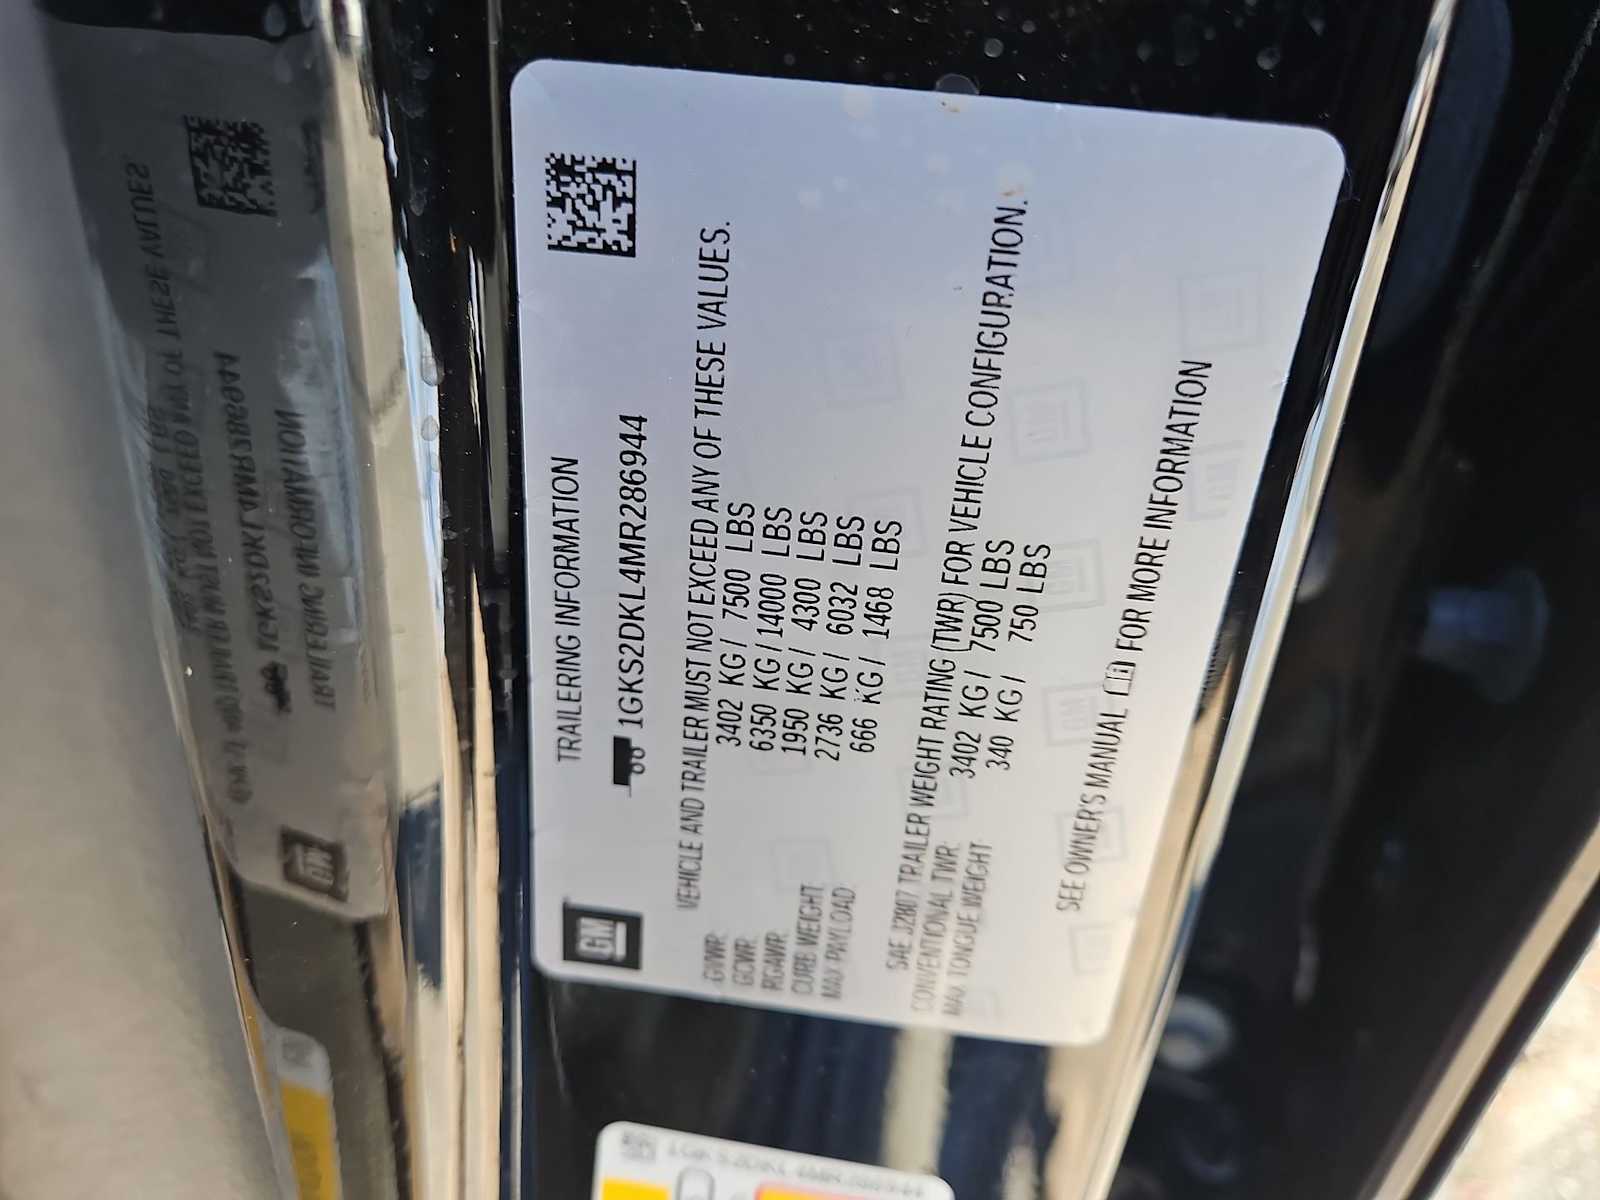 GM
TRAILERING INFORMATION
1GKS2DKL4MR286944
VEHICLE AND TRAILER MUST NOT EXCEED ANY OF THESE VALUES.
GVWR: 3402 KG/ 7500 LBS
GCWR: 6350 KG/14000 LBS
RGAWR: 1950 KG/ 4300 LBS
CURB WEIGHT: 2736 KG/ 6032 LBS
MAX PAYLOAD: 666 KG/ 1468 LBS
SAE J2807 TRAILER WEIGHT RATING (TWR) FOR VEHICLE CONFIGURATION.
CONVENTIONAL TWR: 3402 KG/ 7500 LBS
MAX TONGUE WEIGHT: 340 KG/ 750 LBS
SEE OWNER'S MANUAL FOR MORE INFORMATION